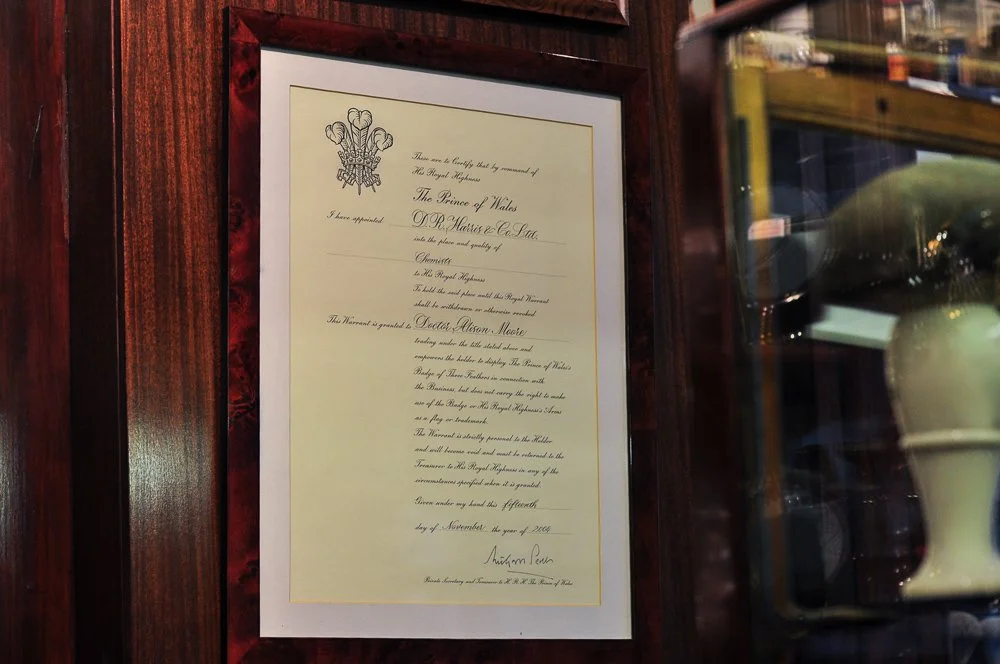 These are to Certify that by command of
His Royal Highness
The Prince of Wales
I have appointed D.R. Harris & Co. Ltd.
into the place and quality of
Chemists
to His Royal Highness
To hold the said place until this Royal Warrant
shall be withdrawn or otherwise revoked
This Warrant is granted to Doctor Alison Moore
trading under the title stated above and
empowers the holder to display The Prince of Wales's
Badge of Three Feathers in connection with
the Business, but does not carry the right to make
use of the Badge or His Royal Highness's Arms
as a flag or trademark.
The Warrant is strictly personal to the Holder
and will become void and must be returned to the
Treasurer to His Royal Highness in any of the
circumstances specified when it is granted.
Given under my hand this fifteenth
day of November the year of
Private Secretary and Treasurer to H.R.H. The Prince of Wales